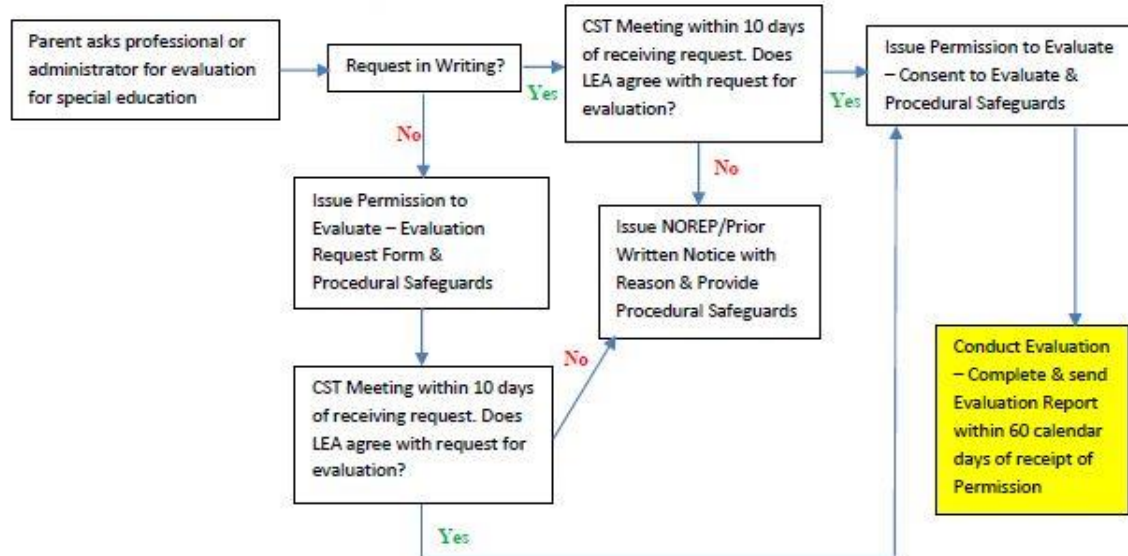 Parent asks professional or
administrator for evaluation
for special education
Request in Writing?
Yes
No
CST Meeting within 10 days
of receiving request. Does
LEA agree with request for
evaluation?
Yes
No
Issue Permission to Evaluate
– Consent to Evaluate &
Procedural Safeguards
Issue Permission to
Evaluate – Evaluation
Request Form &
Procedural Safeguards
Issue NOREP/Prior
Written Notice with
Reason & Provide
Procedural Safeguards
No
CST Meeting within 10 days
of receiving request. Does
LEA agree with request for
evaluation?
Yes
Conduct Evaluation
– Complete & send
Evaluation Report
within 60 calendar
days of receipt of
Permission